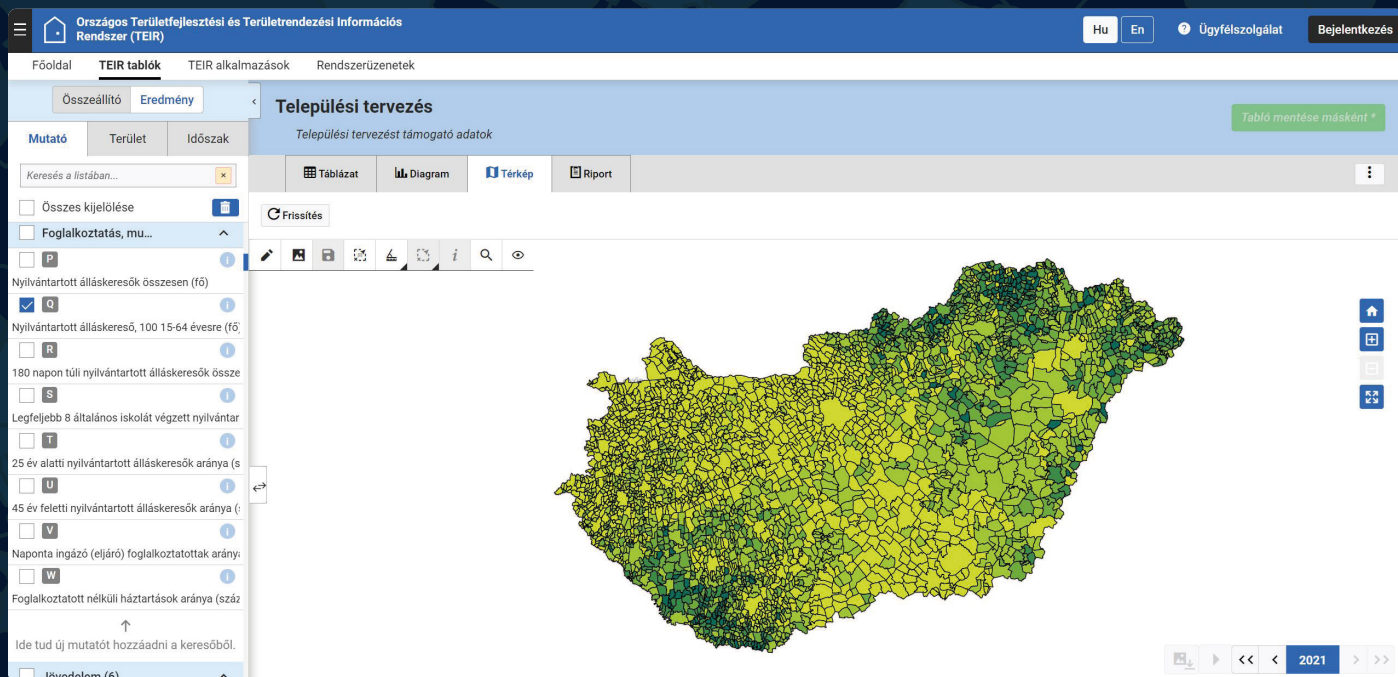 Országos Területfejlesztési és Területrendezési Információs
Rendszer (TEIR)
Hu
En
Ügyfélszolgálat
Bejelentkezés
Főoldal
TEIR tablók
TEIR alkalmazások
Rendszerüzenetek
Összeállító
Eredmény
Települési tervezés
Települési tervezést támogató adatok
Tabló mentése másként *
Mutató
Terület
Időszak
Táblázat
Diagram
Térkép
Riport
Keresés a listában...
Összes kijelölése
Frissítés
Foglalkoztatás, mu...
P
Nyilvántartott álláskeresők összesen (fő)
Q
Nyilvántartott álláskereső, 100 15-64 évesre (fő)
R
180 napon túli nyilvántartott álláskeresők össze
S
Legfeljebb 8 általános iskolát végzett nyilvántar
T
25 év alatti nyilvántartott álláskeresők aránya (s
U
45 év feletti nyilvántartott álláskeresők aránya (
V
Naponta ingázó (eljáró) foglalkoztatottak arány
W
Foglalkoztatott nélküli háztartások aránya (száz
Ide tud új mutatót hozzáadni a keresőből.
Jövedelem (6)
<< < 2021 > >>